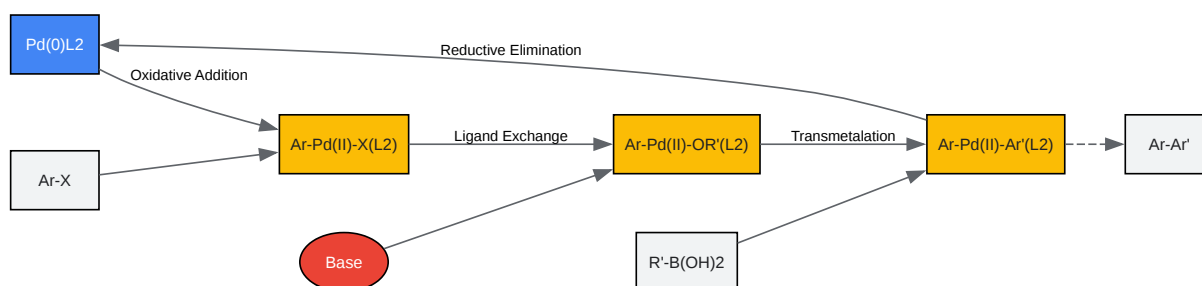 Pd(0)L2
Reductive Elimination
Oxidative Addition
Ar-Pd(II)-X(L2)
Ligand Exchange
Ar-Pd(II)-OR'(L2)
Transmetalation
Ar-Pd(II)-Ar'(L2)
Ar-Ar'
Ar-X
Base
R'-B(OH)2